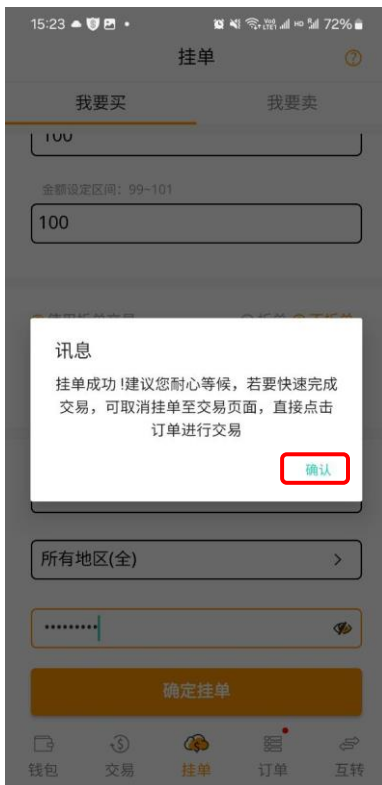 15:23 72%
挂单
我要买 我要卖
100
金额设定区间：99~101
100
讯息
挂单成功!建议您耐心等候，若要快速完成
交易，可取消挂单至交易页面，直接点击
订单进行交易
确认
所有地区(全)
确定挂单
钱包 交易 挂单 订单 互转